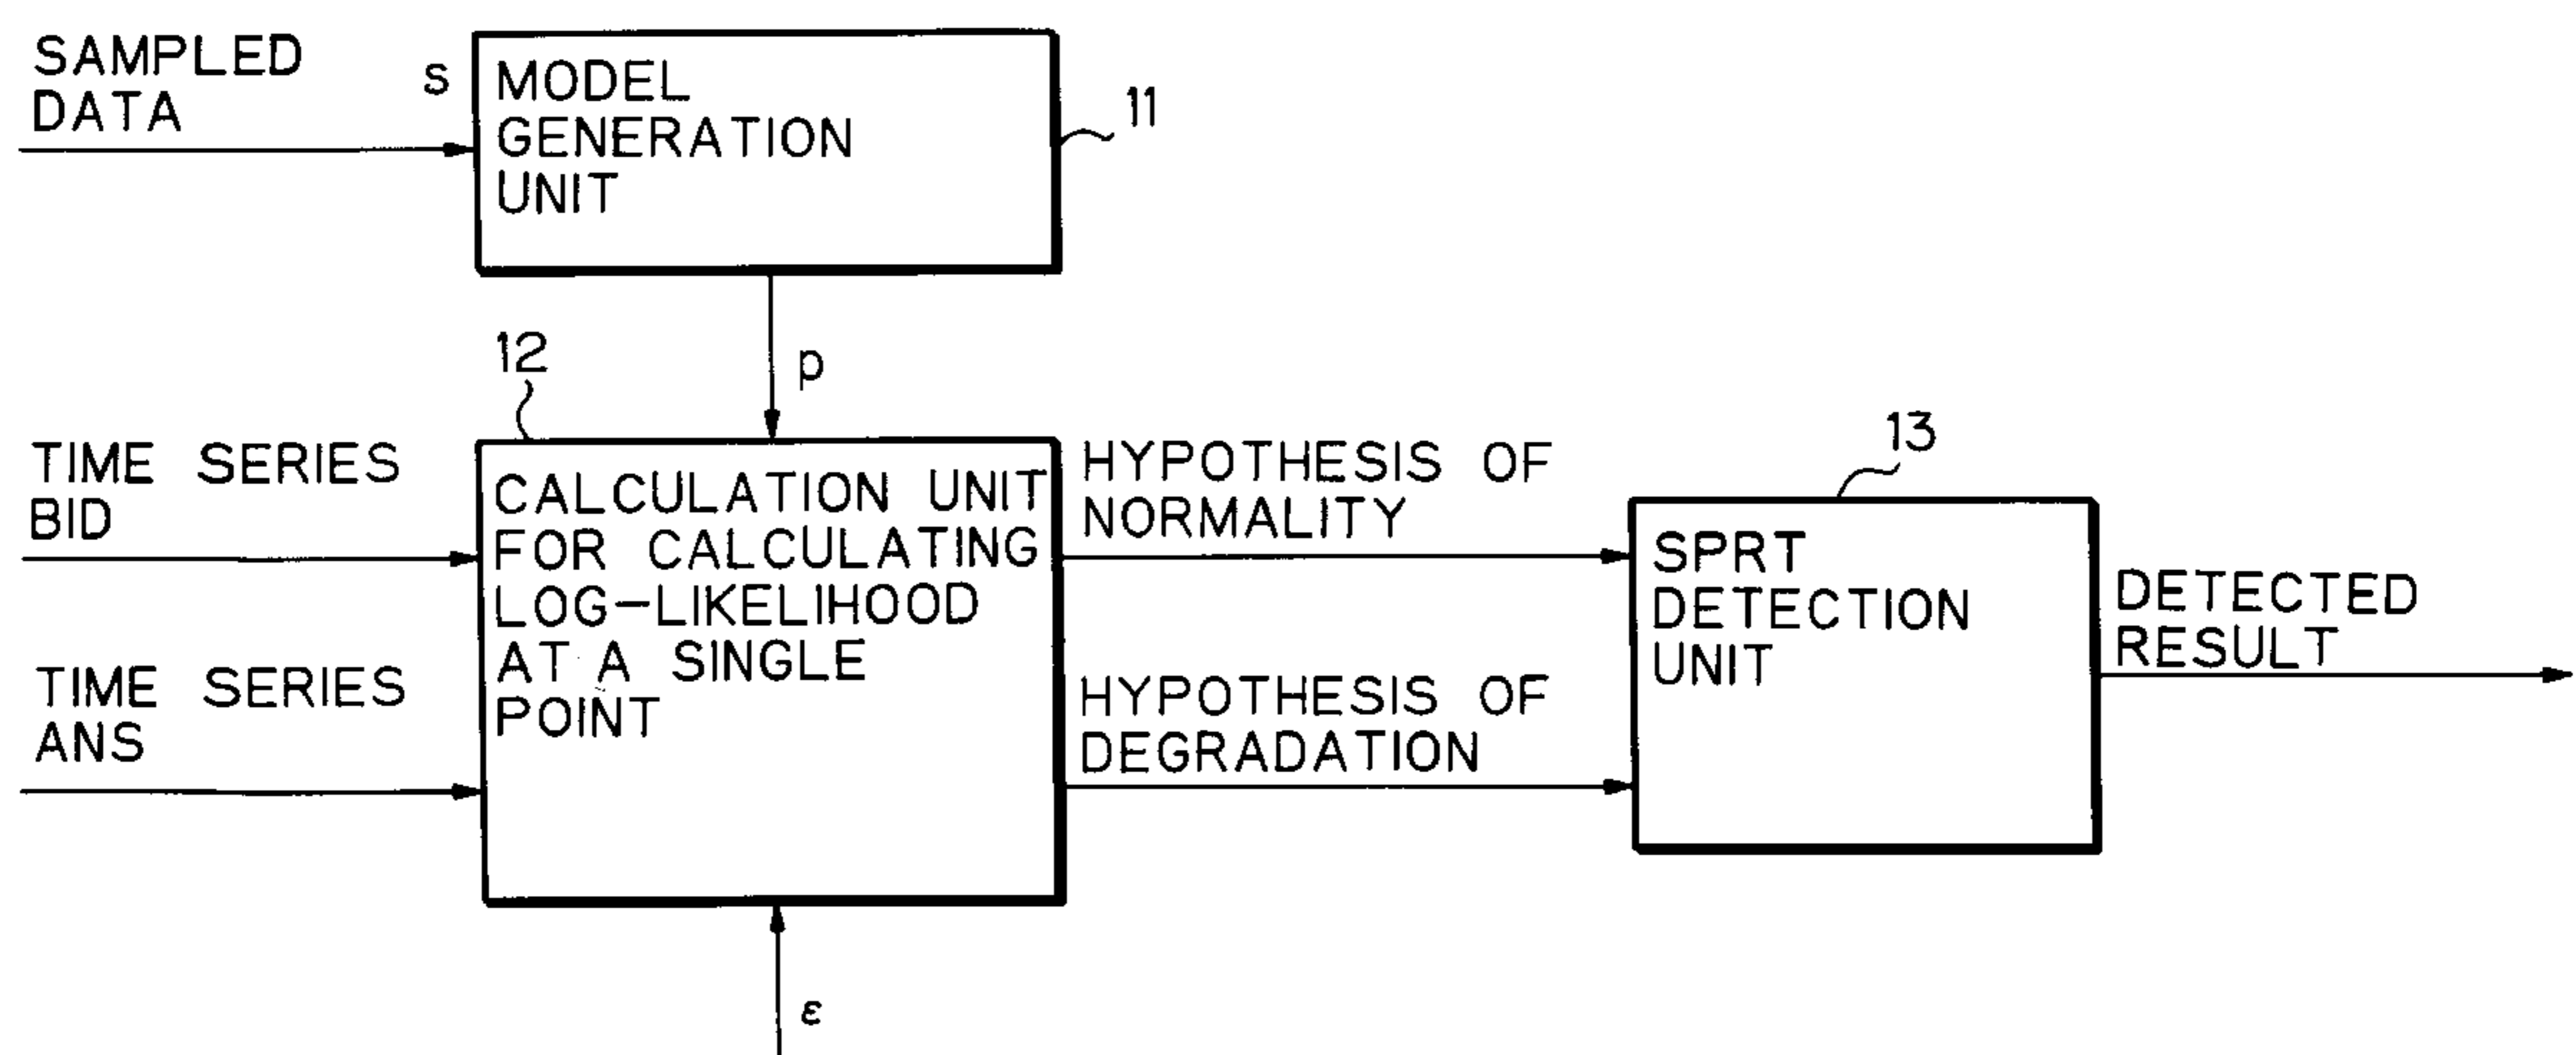 SAMPLED
DATA
S
MODEL
GENERATION
UNIT
11
p
12
TIME SERIES
BID
TIME SERIES
ANS
CALCULATION UNIT
FOR CALCULATING
LOG-LIKELIHOOD
AT A SINGLE
POINT
HYPOTHESIS OF
NORMALITY
HYPOTHESIS OF
DEGRADATION
13
SPRT
DETECTION
UNIT
DETECTED
RESULT
ε